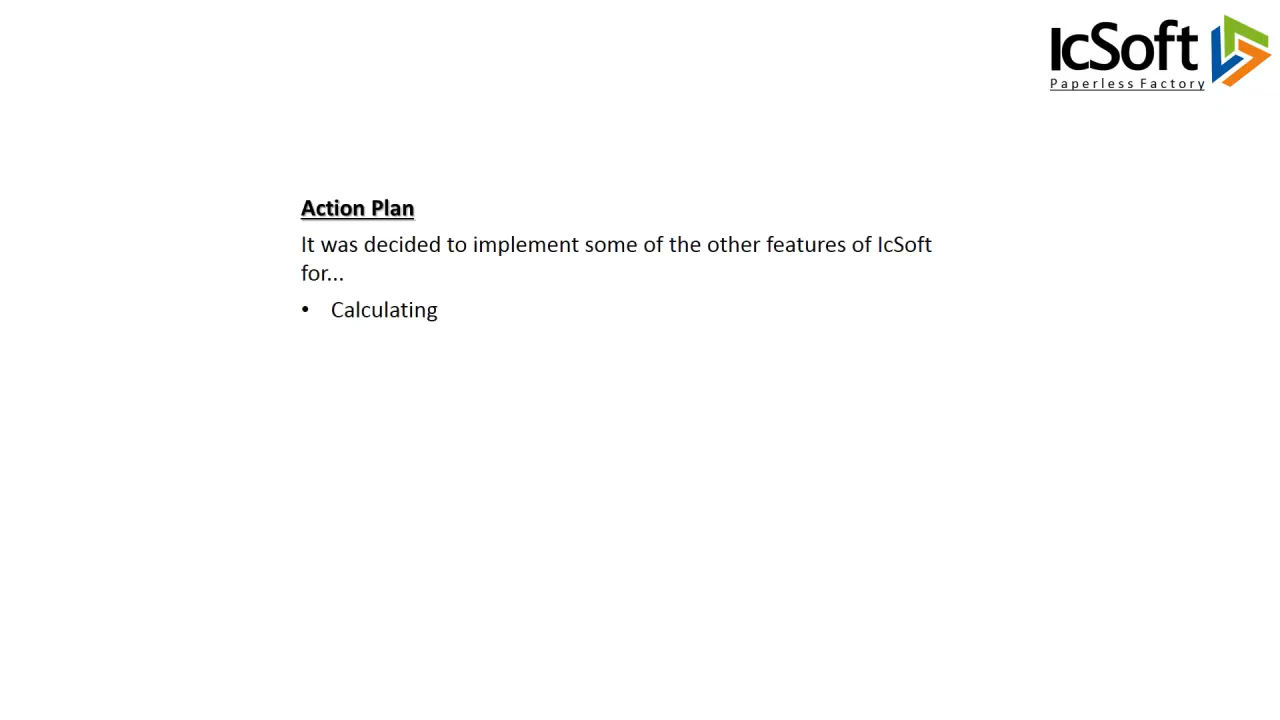 IcSoft
Paperless Factory
Action Plan
It was decided to implement some of the other features of IcSoft
for...
• Calculating